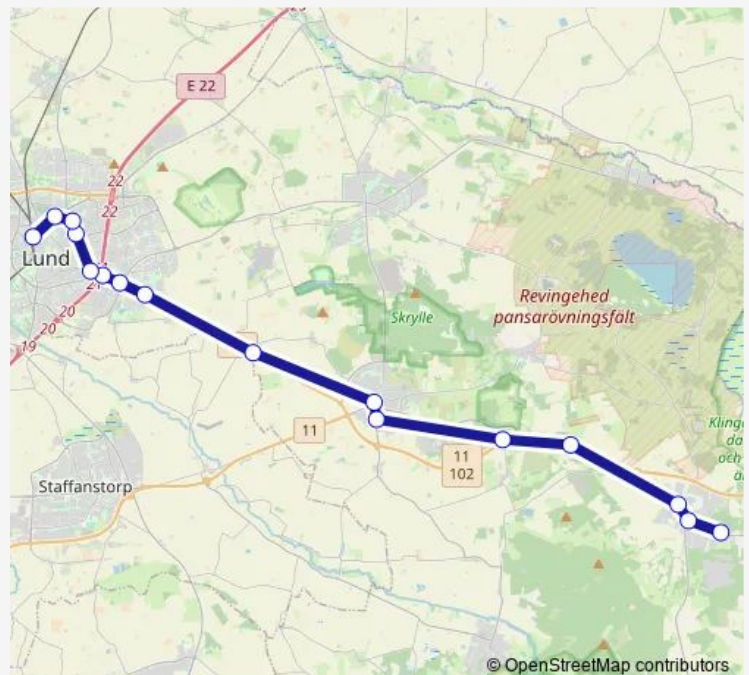 E 22
22
22
Lund
21
20
20
19
Skrylle
Revingehed
pansarövningsfält
11
11
102
Staffanstorp
Kling
da
och
ä
© OpenStreetMap contributors